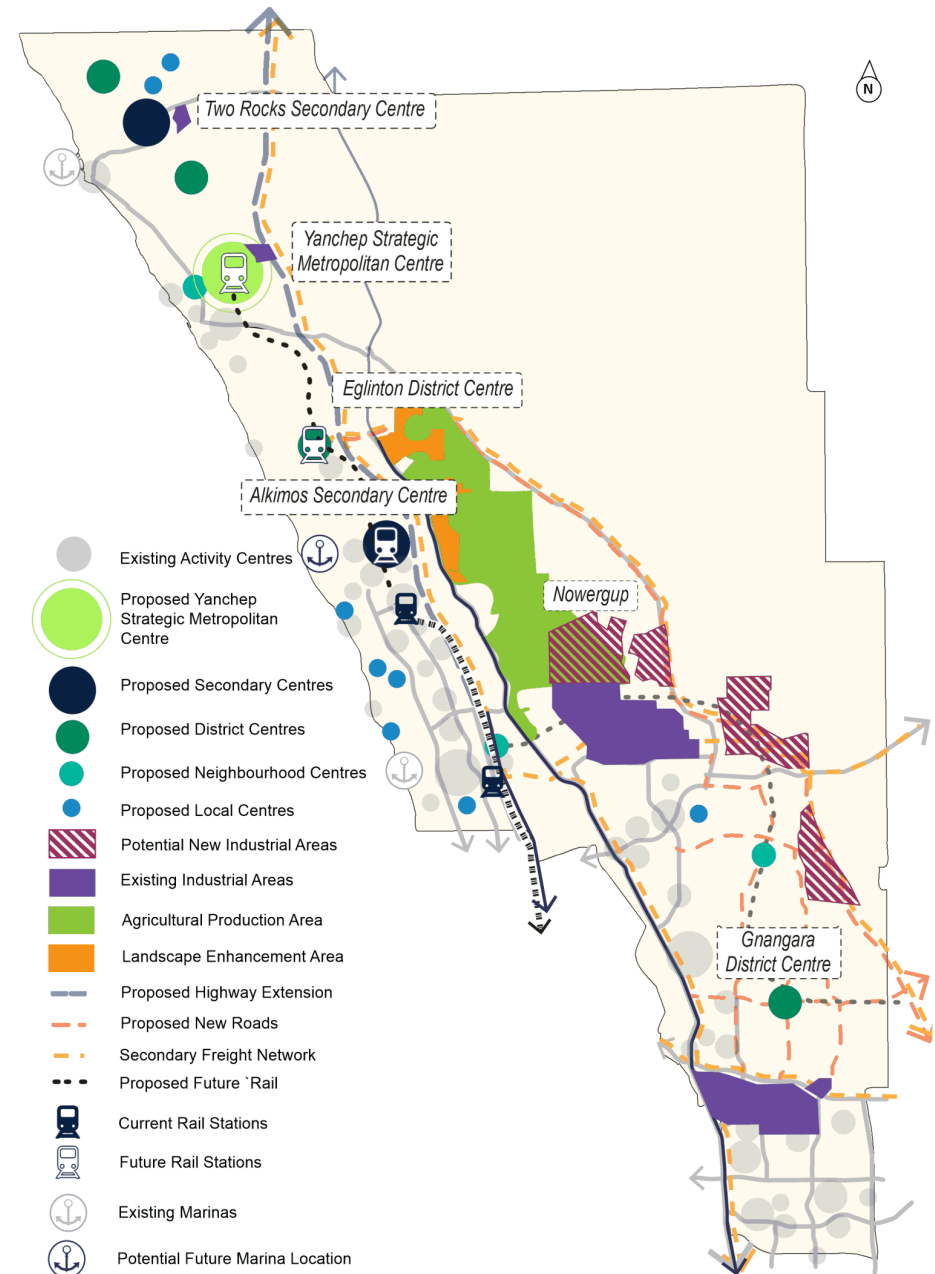 N
Two Rocks Secondary Centre
Yanchep Strategic
Metropolitan Centre
Eglinton District Centre
Alkimos Secondary Centre
Nowergup
Gnangara
District Centre
Existing Activity Centres
Proposed Yanchep
Strategic Metropolitan
Centre
Proposed Secondary Centres
Proposed District Centres
Proposed Neighbourhood Centres
Proposed Local Centres
Potential New Industrial Areas
Existing Industrial Areas
Agricultural Production Area
Landscape Enhancement Area
Proposed Highway Extension
Proposed New Roads
Secondary Freight Network
Proposed Future `Rail
Current Rail Stations
Future Rail Stations
Existing Marinas
Potential Future Marina Location